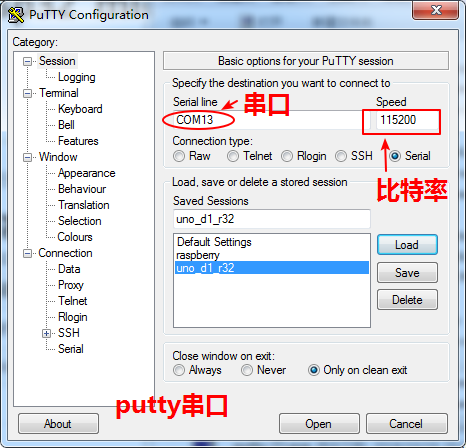 PuTTY Configuration
Category:
Session
Logging
Terminal
Keyboard
Bell
Features
Window
Appearance
Behaviour
Translation
Selection
Colours
Connection
Data
Proxy
Telnet
Rlogin
SSH
Serial
Basic options for your PuTTY session
Specify the destination you want to connect to
Serial line
串口
Speed
COM13
115200
Connection type:
Raw
Telnet
Rlogin
SSH
Serial
比特率
Load, save or delete a stored session
Saved Sessions
uno_d1_r32
Default Settings
raspberry
uno_d1_r32
Load
Save
Delete
Close window on exit:
Always
Never
Only on clean exit
putty串口
About
Open
Cancel